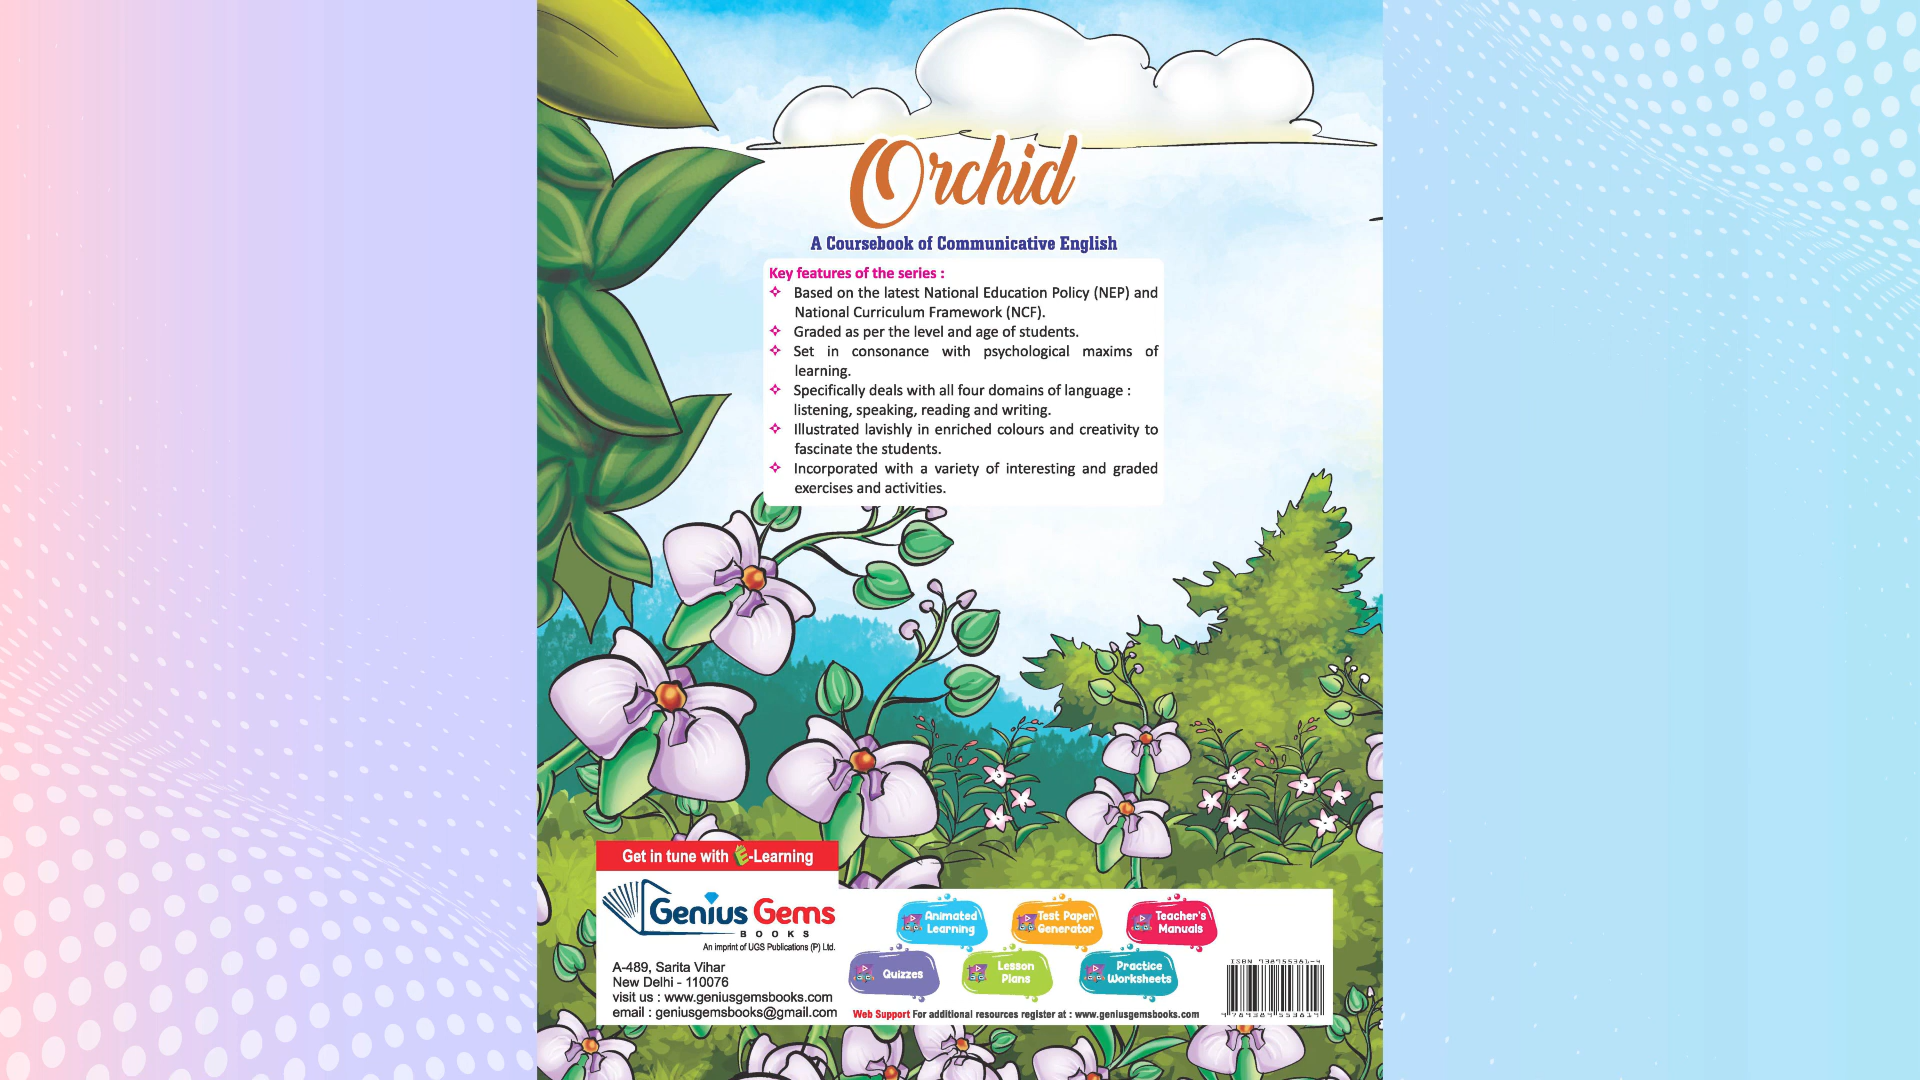 Orchid
A Coursebook of Communicative English
Key features of the series :
Based on the latest National Education Policy (NEP) and
National Curriculum Framework (NCF).
Graded as per the level and age of students.
Set in consonance with psychological maxims of
learning.
Specifically deals with all four domains of language :
listening, speaking, reading and writing.
Illustrated lavishly in enriched colours and creativity to
fascinate the students.
Incorporated with a variety of interesting and graded
exercises and activities.
Get in tune with E-Learning
Genius Gems
BOOKS
An imprint of UGS Publications (P) Ltd.
A-489, Sarita Vihar
New Delhi - 110076
visit us : www.geniusgemsbooks.com
email : geniusgemsbooks@gmail.com
Animated
Learning
Test Paper
Generator
Teacher's
Manuals
Quizzes
Lesson
Plans
Practice
Worksheets
Web Support For additional resources register at : www.geniusgemsbooks.com
ISBN